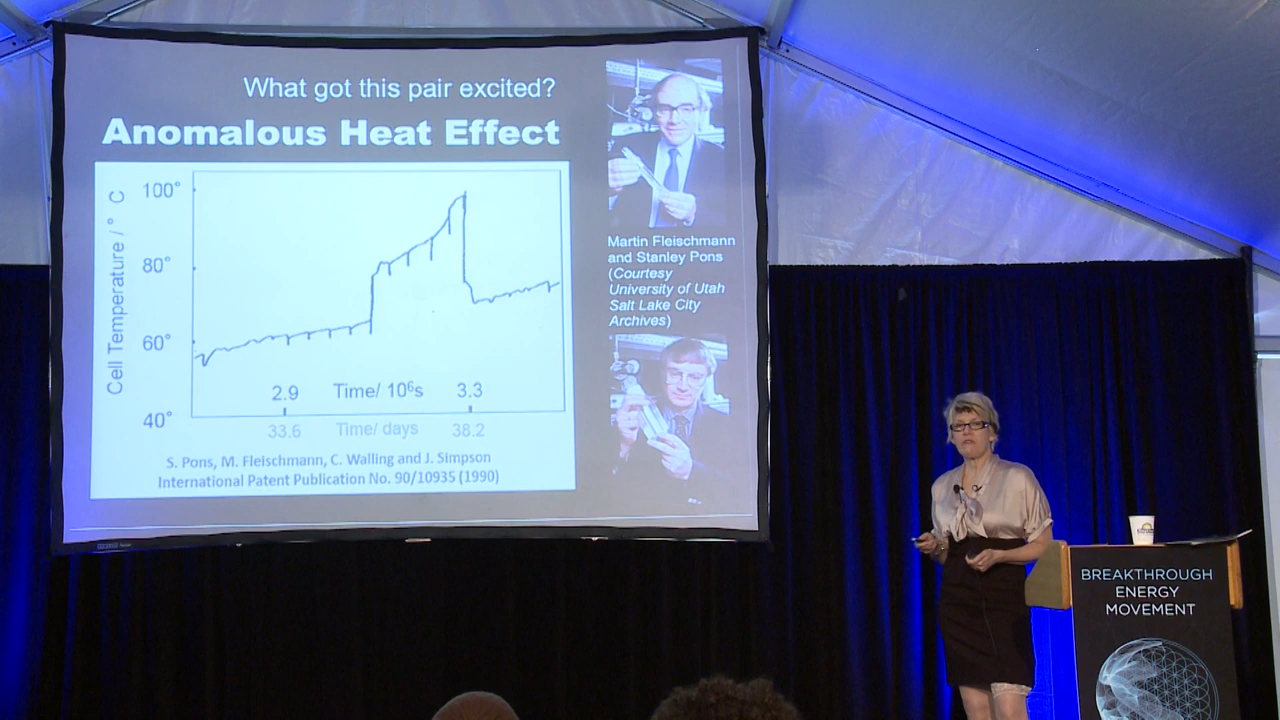 What got this pair excited?
Anomalous Heat Effect
Cell Temperature / ° C
100°
80°
60°
40°
2.9 Time/ 10⁶s 3.3
33.6 Time/ days 38.2
S. Pons, M. Fleischmann, C. Walling and J. Simpson
International Patent Publication No. 90/10935 (1990)
Martin Fleischmann
and Stanley Pons
(Courtesy
University of Utah
Salt Lake City
Archives)
BREAKTHROUGH
ENERGY
MOVEMENT